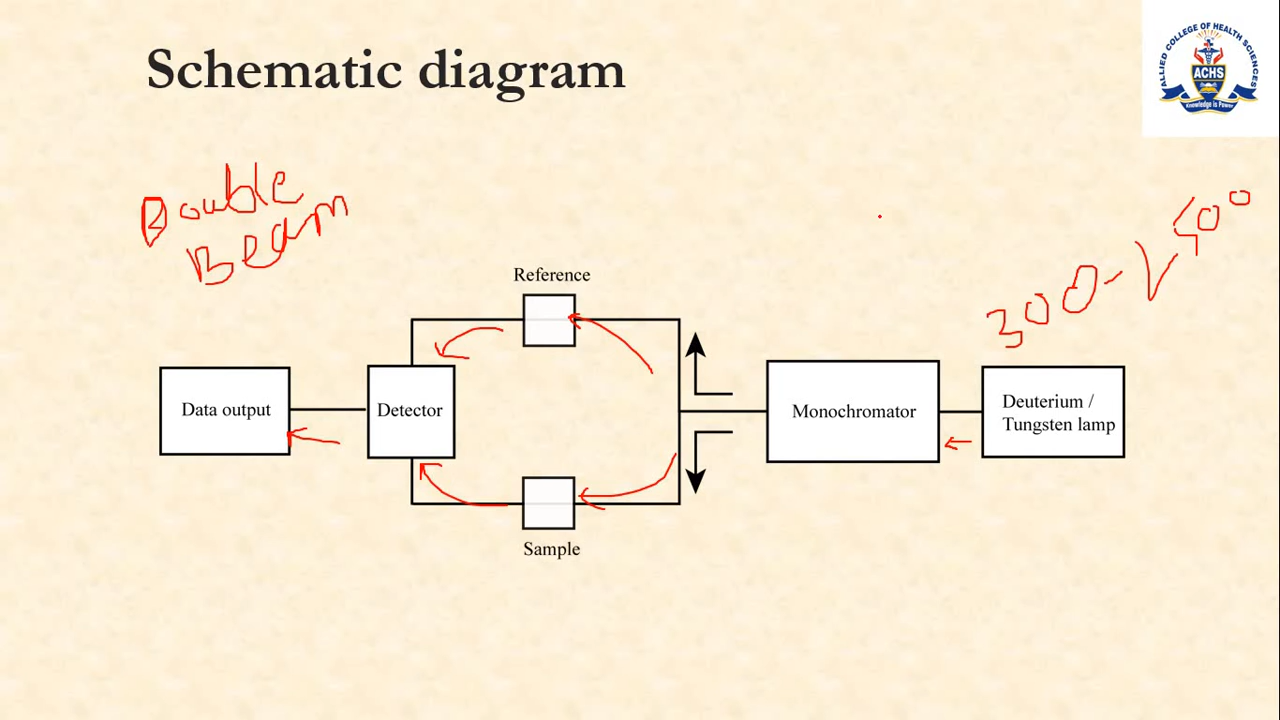 Schematic diagram
ALLIED COLLEGE OF HEALTH SCIENCES
ACHS
Knowledge is Power
Double
Beam
300-2500
Reference
Data output
Detector
Monochromator
Deuterium /
Tungsten lamp
Sample